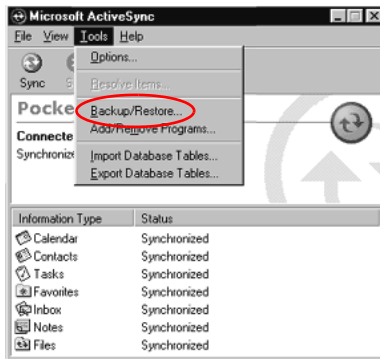 Microsoft ActiveSync
File View Tools Help
Options...
Sync
Resolve Items...
Pocke
Backup/Restore...
Connecte
Add/Remove Programs...
Synchronize
Import Database Tables...
Export Database Tables...
Information Type Status
Calendar Synchronized
Contacts Synchronized
Tasks Synchronized
Favorites Synchronized
Inbox Synchronized
Notes Synchronized
Files Synchronized